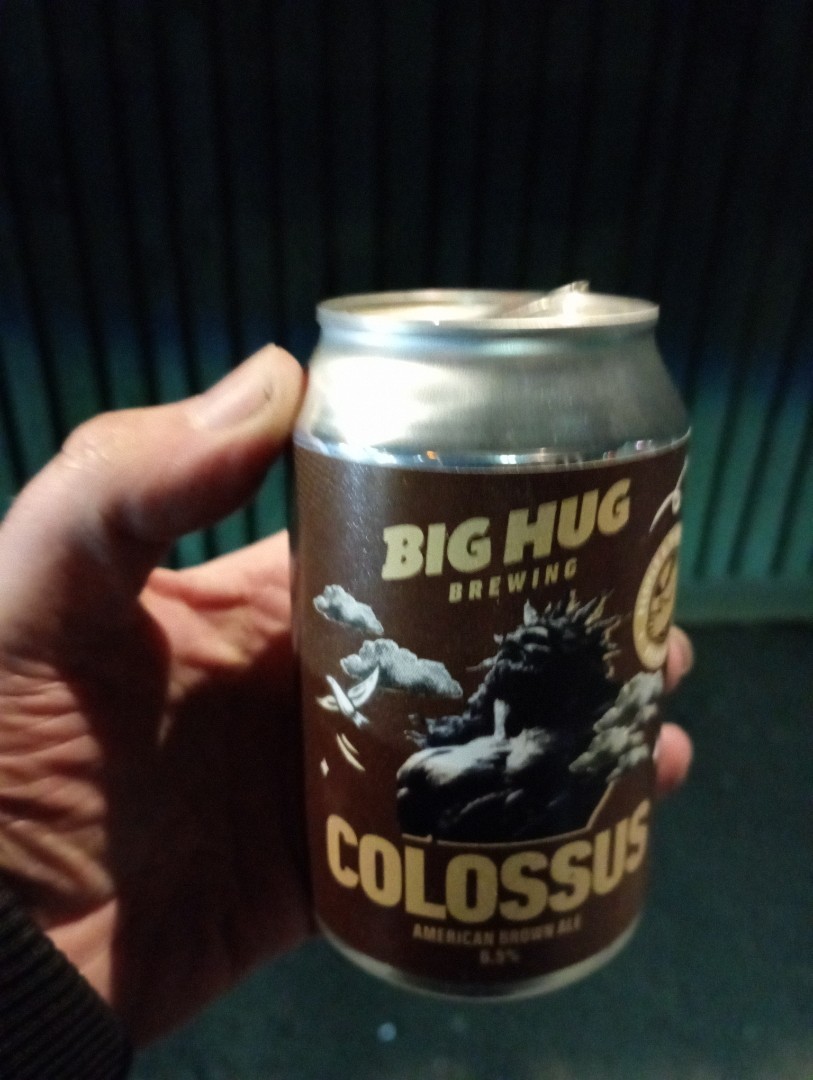 BIG HUG
BREWING
COLOSSUS
AMERICAN BROWN ALE